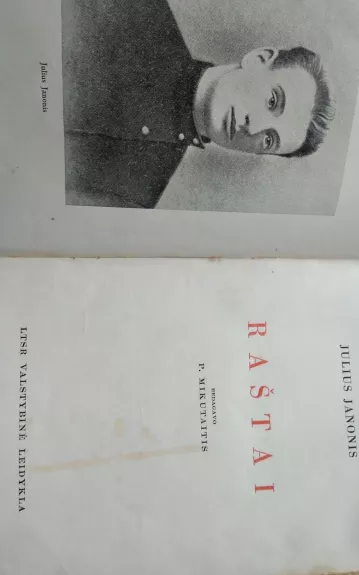 Julius Janonis
JULIUS JANONIS
RAŠTAI
REDAGAVO
P. MIKUTAITIS
LTSR VALSTYBINĖ LEIDYKLA